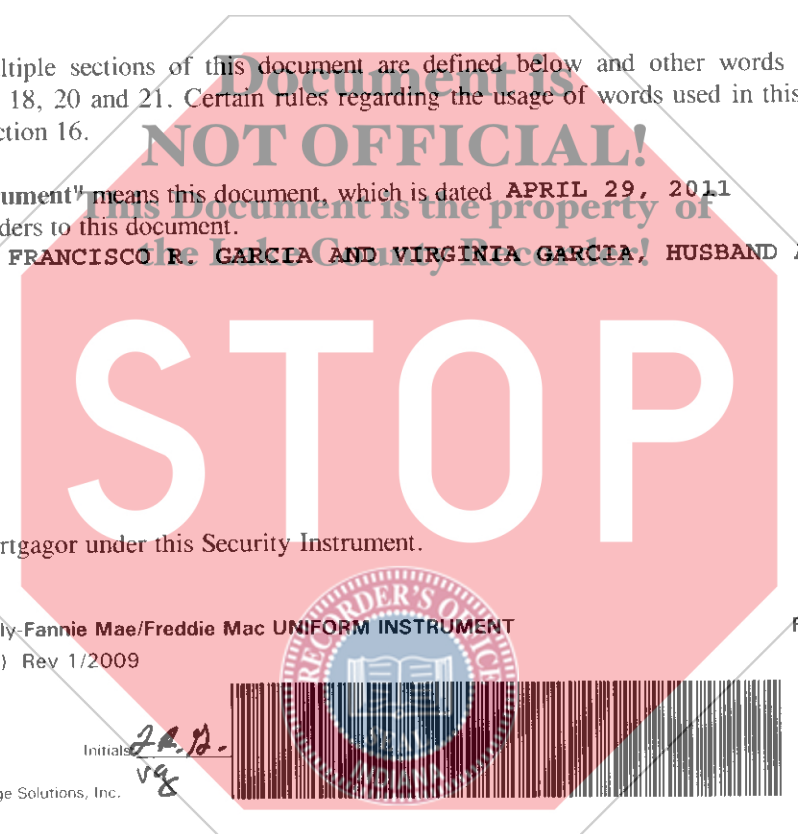 ltiple sections of this document are defined below and other words
18, 20 and 21. Certain rules regarding the usage of words used in this
ction 16.
Document is
NOT OFFICIAL!
This Document is the property of
the Lake County Recorder!
ument" means this document, which is dated APRIL 29, 2011
ders to this document.
FRANCISCO R. GARCIA AND VIRGINIA GARCIA, HUSBAND A
STOP
rtgagor under this Security Instrument.
ly-Fannie Mae/Freddie Mac UNIFORM INSTRUMENT
) Rev 1/2009
RECORDER'S OFFICE
SEAL
INDIANA
Initials
ge Solutions, Inc.